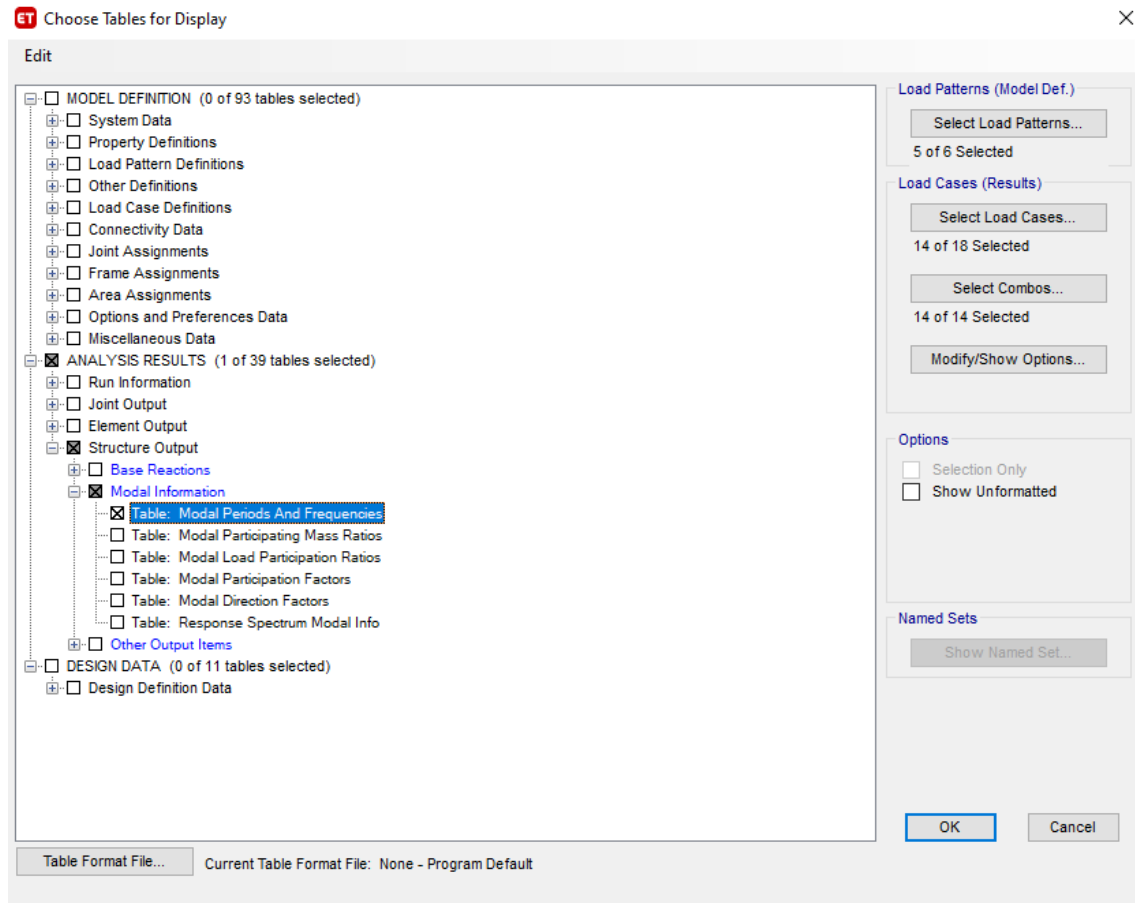 ET Choose Tables for Display
Edit
MODEL DEFINITION (0 of 93 tables selected)
System Data
Property Definitions
Load Pattern Definitions
Other Definitions
Load Case Definitions
Connectivity Data
Joint Assignments
Frame Assignments
Area Assignments
Options and Preferences Data
Miscellaneous Data
ANALYSIS RESULTS (1 of 39 tables selected)
Run Information
Joint Output
Element Output
Structure Output
Base Reactions
Modal Information
Table: Modal Periods And Frequencies
Table: Modal Participating Mass Ratios
Table: Modal Load Participation Ratios
Table: Modal Participation Factors
Table: Modal Direction Factors
Table: Response Spectrum Modal Info
Other Output Items
DESIGN DATA (0 of 11 tables selected)
Design Definition Data
Load Patterns (Model Def.)
Select Load Patterns...
5 of 6 Selected
Load Cases (Results)
Select Load Cases...
14 of 18 Selected
Select Combos...
14 of 14 Selected
Modify/Show Options...
Options
Selection Only
Show Unformatted
Named Sets
Show Named Set...
OK Cancel
Table Format File... Current Table Format File: None - Program Default